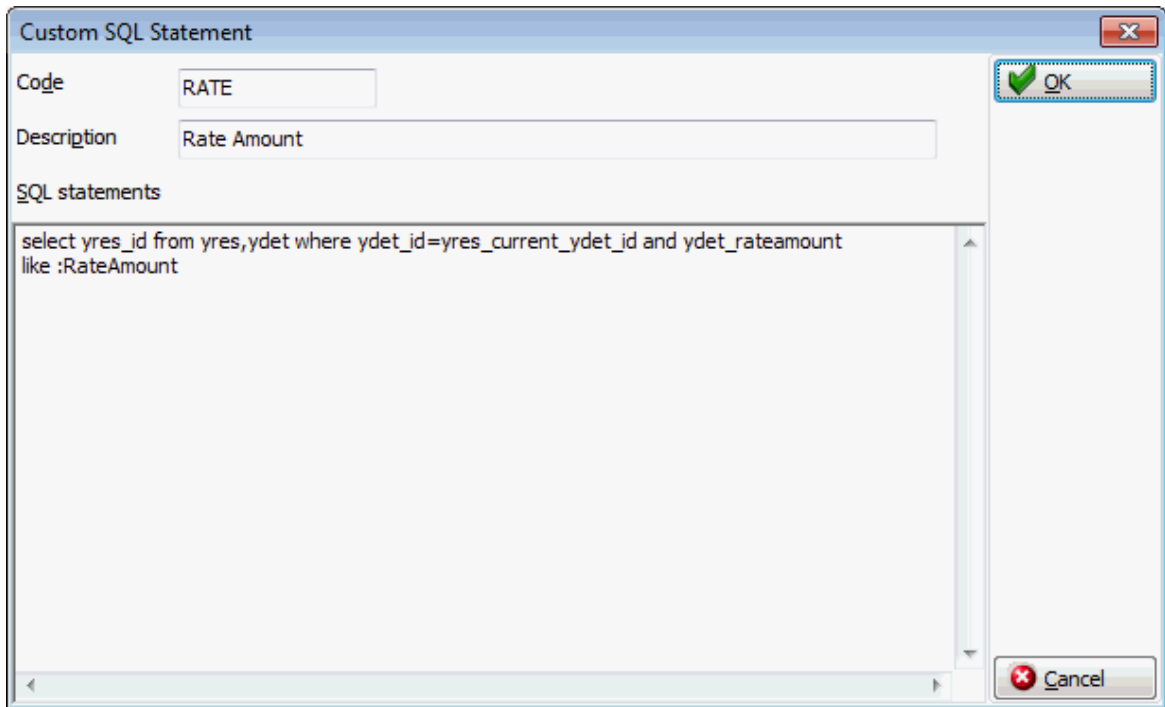 Custom SQL Statement
Code
RATE
OK
Description
Rate Amount
SQL statements
select yres_id from yres,ydet where ydet_id=yres_current_ydet_id and ydet_rateamount
like :RateAmount
Cancel